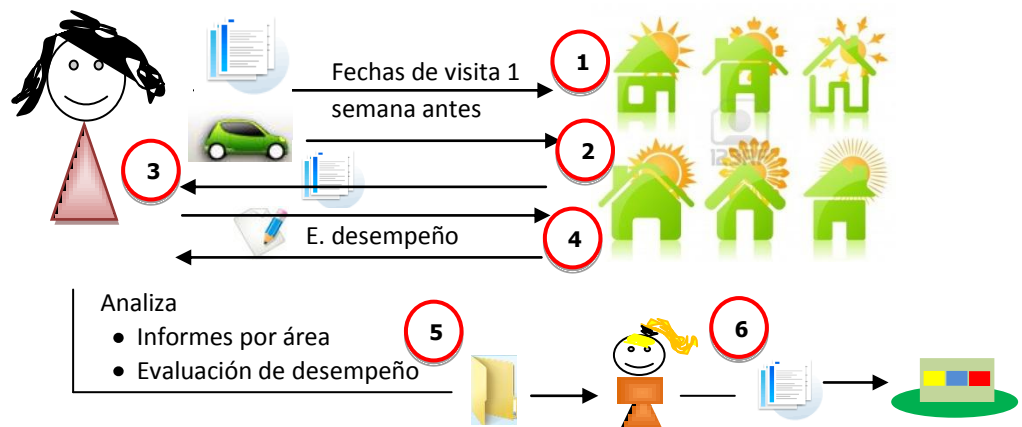 1
Fechas de visita 1
semana antes
2
3
E. desempeño
4
Analiza
• Informes por área
• Evaluación de desempeño
5
6